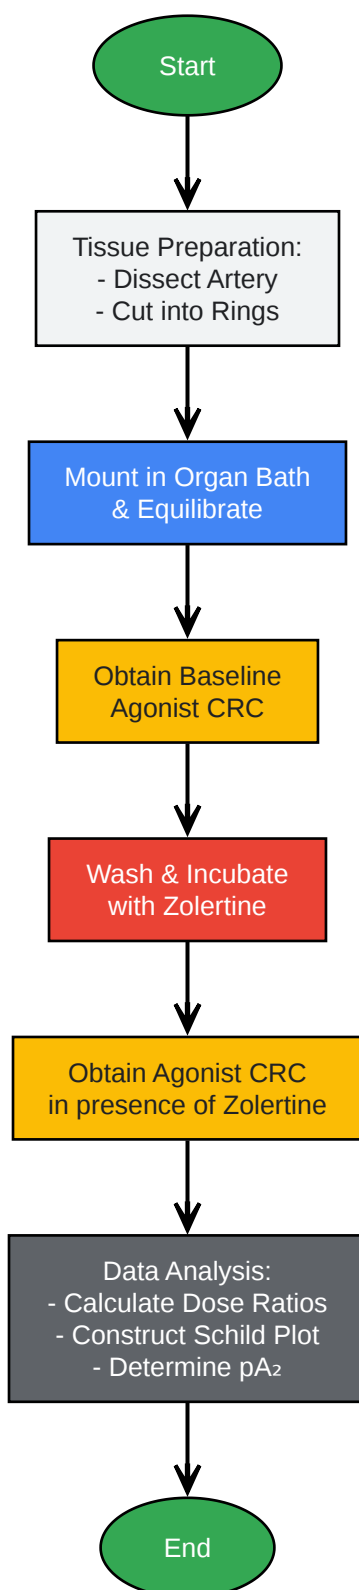 Start
Tissue Preparation:
- Dissect Artery
- Cut into Rings
Mount in Organ Bath
& Equilibrate
Obtain Baseline
Agonist CRC
Wash & Incubate
with Zolertine
Obtain Agonist CRC
in presence of Zolertine
Data Analysis:
- Calculate Dose Ratios
- Construct Schild Plot
- Determine pA₂
End